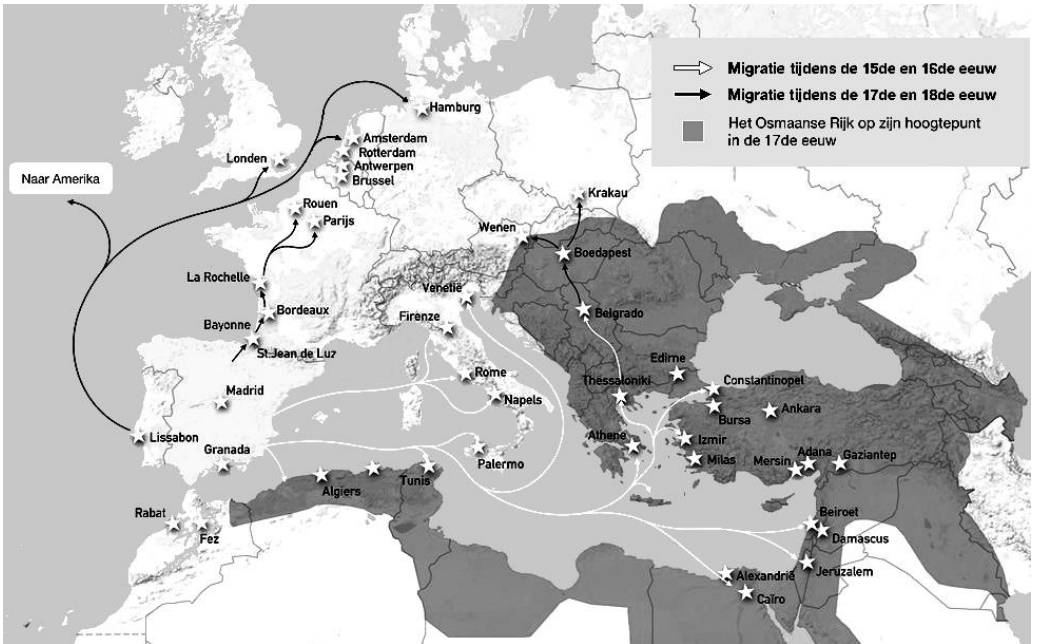 Migratie tijdens de 15de en 16de eeuw
Migratie tijdens de 17de en 18de eeuw
Het Osmaanse Rijk op zijn hoogtepunt
in de 17de eeuw
Naar Amerika
Hamburg
Amsterdam
Rotterdam
Antwerpen
Brussel
Londen
Rouen
Parijs
Krakau
Wenen
Boedapest
La Rochelle
Bordeaux
Bayonne
St.Jean de Luz
Venetië
Firenze
Belgrado
Madrid
Rome
Napels
Edirne
Thessaloniki
Constantinopel
Bursa
Ankara
Lissabon
Granada
Palermo
Athene
Izmir
Milas
Mersin
Adana
Gaziantep
Algiers
Tunis
Rabat
Fez
Beiroet
Damascus
Jeruzalem
Alexandrië
Caïro